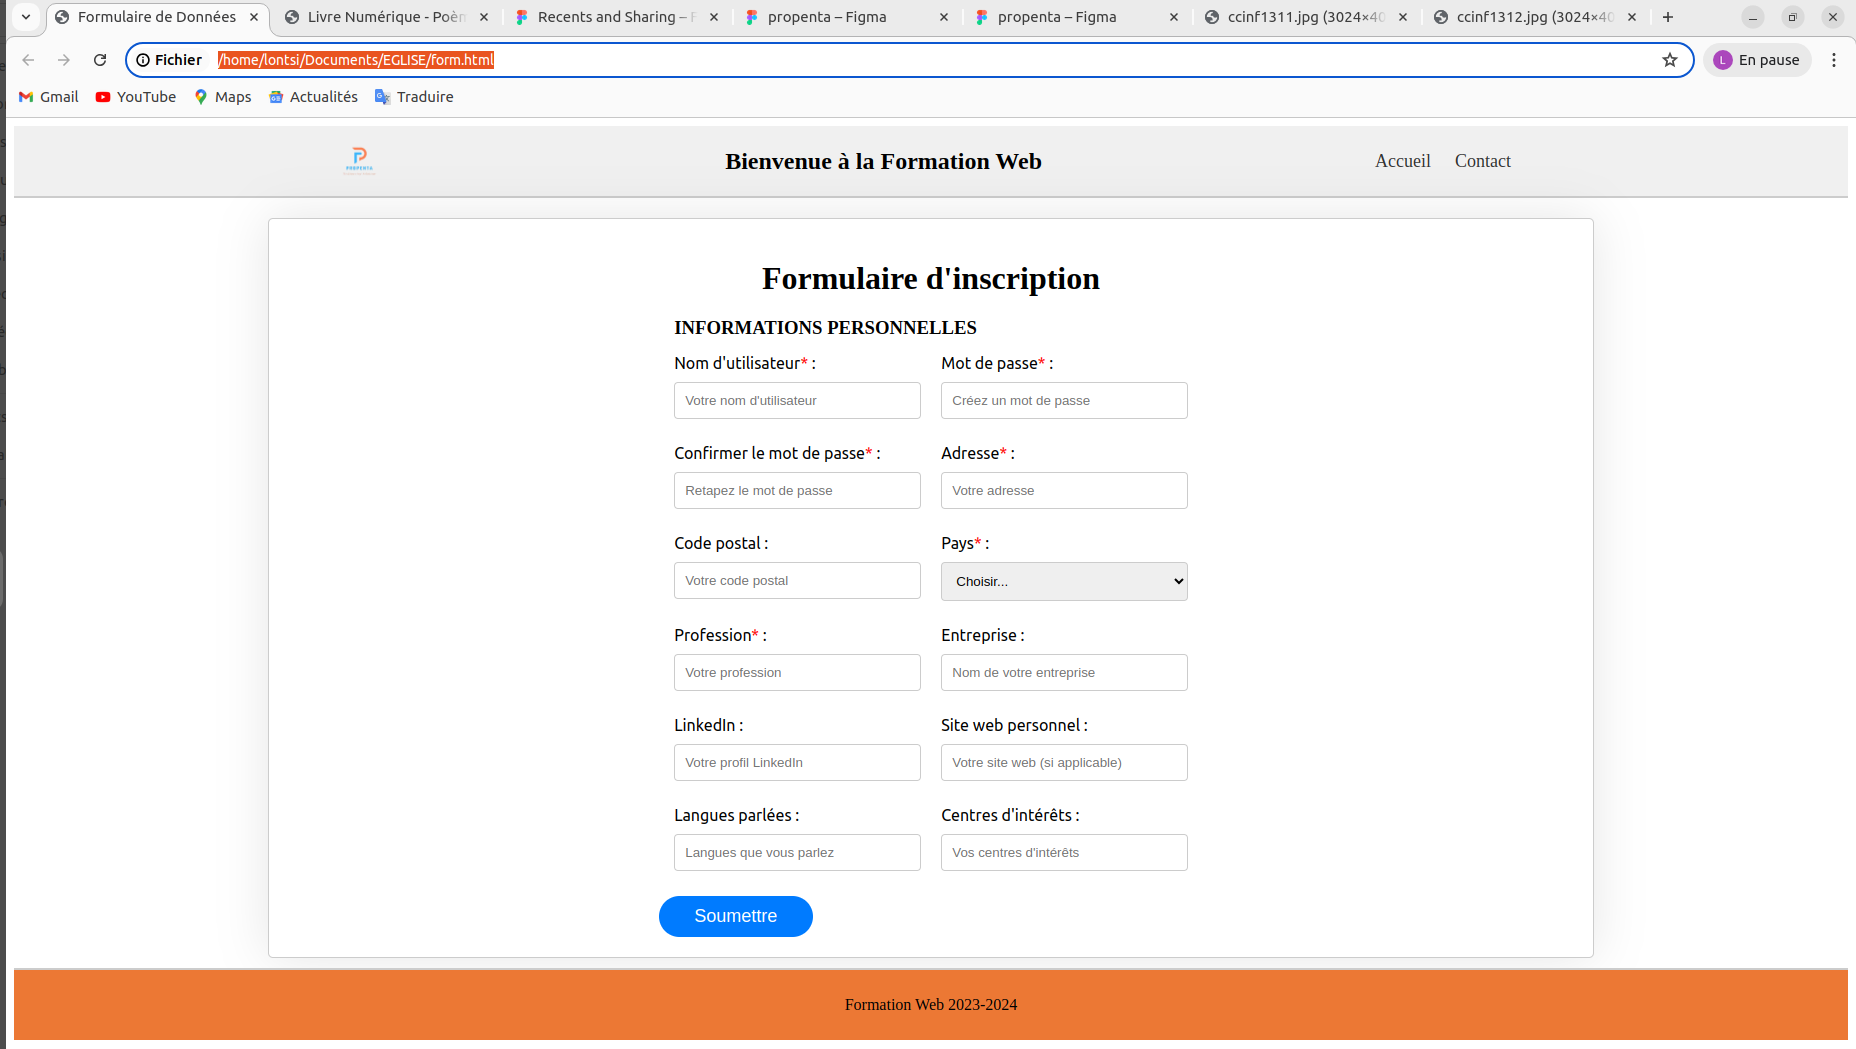 Formulaire de Données
Livre Numérique - Poèm
Recents and Sharing – F
propenta – Figma
propenta – Figma
ccinf1311.jpg (3024×40
ccinf1312.jpg (3024×40
Fichier /home/lontsi/Documents/EGLISE/form.html
L En pause
Gmail YouTube Maps Actualités Traduire
PROPENTA
Bienvenue à la Formation Web
Accueil Contact
Formulaire d'inscription
INFORMATIONS PERSONNELLES
Nom d'utilisateur* : Mot de passe* :
Votre nom d'utilisateur Créez un mot de passe
Confirmer le mot de passe* : Adresse* :
Retapez le mot de passe Votre adresse
Code postal : Pays* :
Votre code postal Choisir...
Profession* : Entreprise :
Votre profession Nom de votre entreprise
LinkedIn : Site web personnel :
Votre profil LinkedIn Votre site web (si applicable)
Langues parlées : Centres d'intérêts :
Langues que vous parlez Vos centres d'intérêts
Soumettre
Formation Web 2023-2024